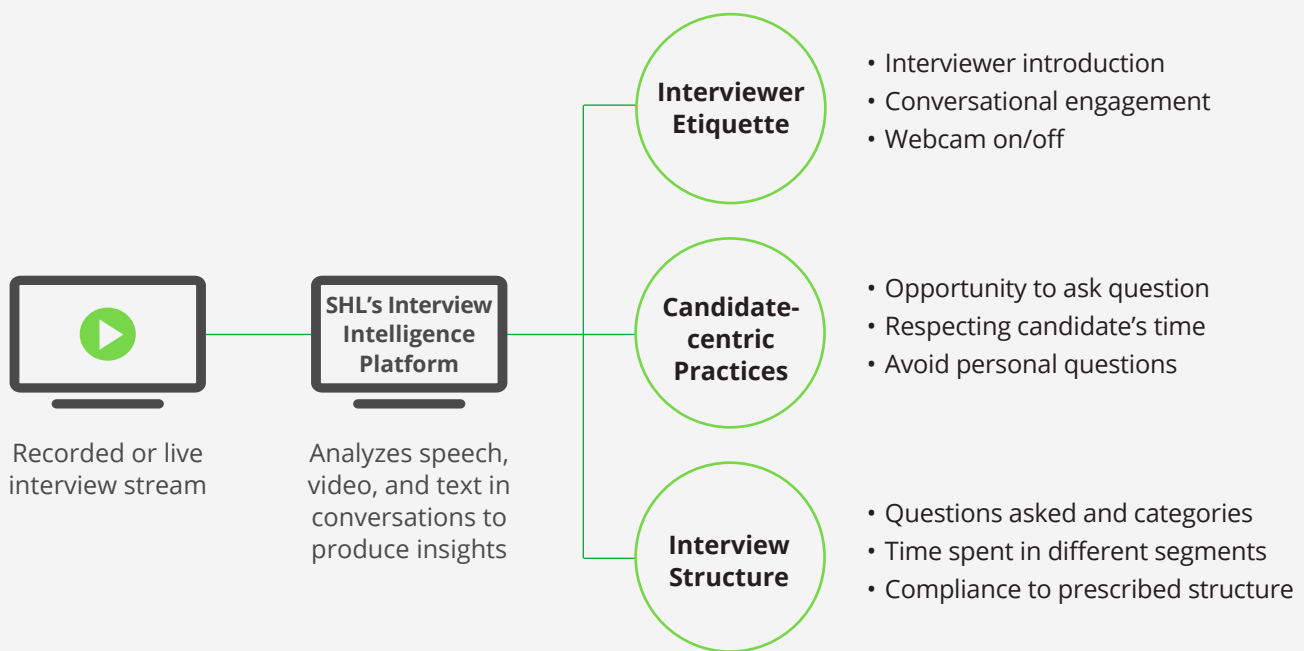 Recorded or live
interview stream
SHL's Interview
Intelligence
Platform
Analyzes speech,
video, and text in
conversations to
produce insights
Interviewer
Etiquette
• Interviewer introduction
• Conversational engagement
• Webcam on/off
Candidate-
centric
Practices
• Opportunity to ask question
• Respecting candidate’s time
• Avoid personal questions
Interview
Structure
• Questions asked and categories
• Time spent in different segments
• Compliance to prescribed structure